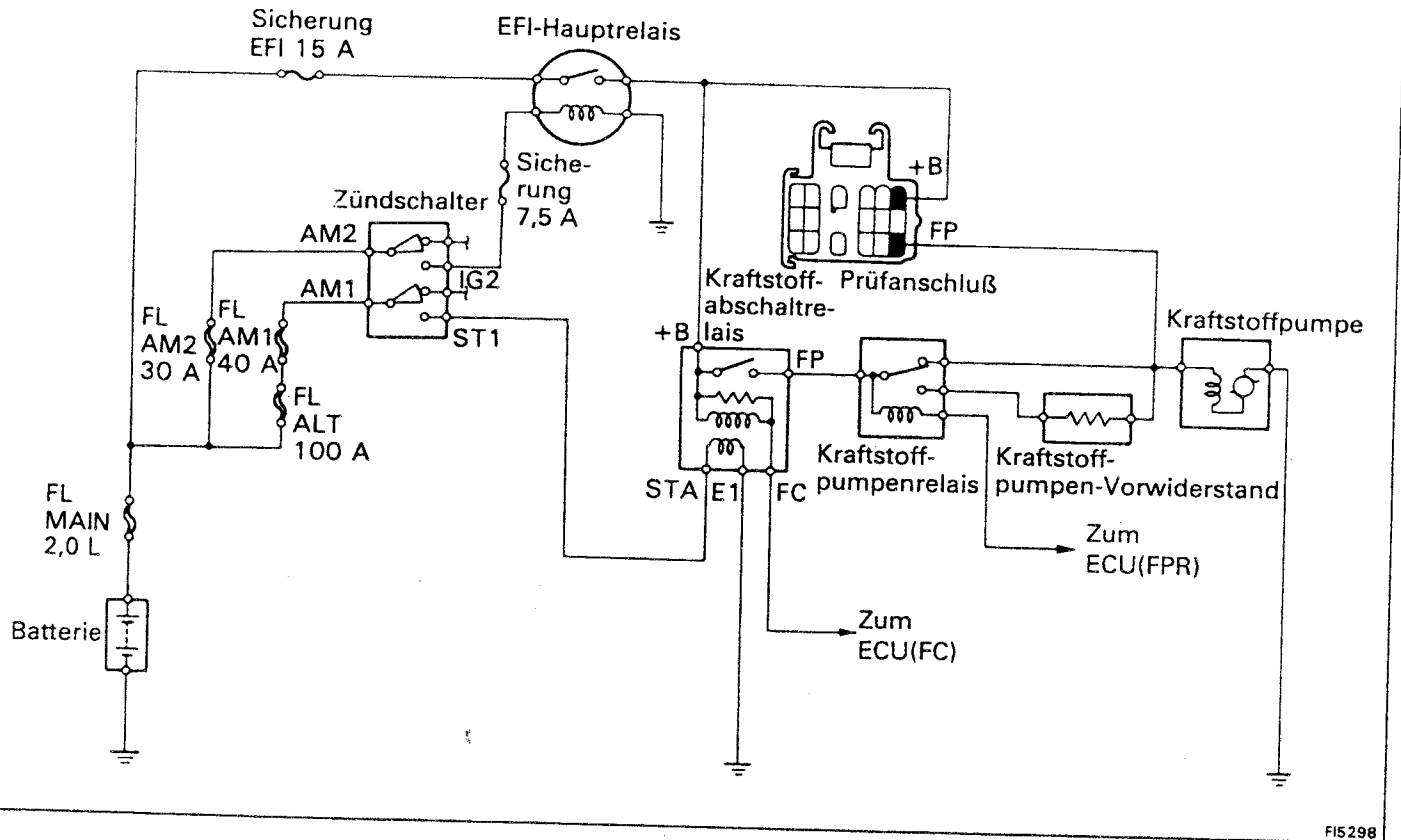 Sicherung
EFI 15 A
EFI-Hauptrelais
Siche-
rung
7,5 A
+B
FP
Zündschalter
AM2
AM1
IG2
ST1
FL
AM2
30 A
FL
AM1
40 A
FL
ALT
100 A
Kraftstoff-
abschaltre-
lais
Prüfanschluß
+B
FP
Kraftstoffpumpe
STA
E1
FC
Kraftstoff-
pumpenrelais
Kraftstoff-
pumpen-Vorwiderstand
FL
MAIN
2,0 L
Zum
ECU(FPR)
Batterie
Zum
ECU(FC)
FI5298